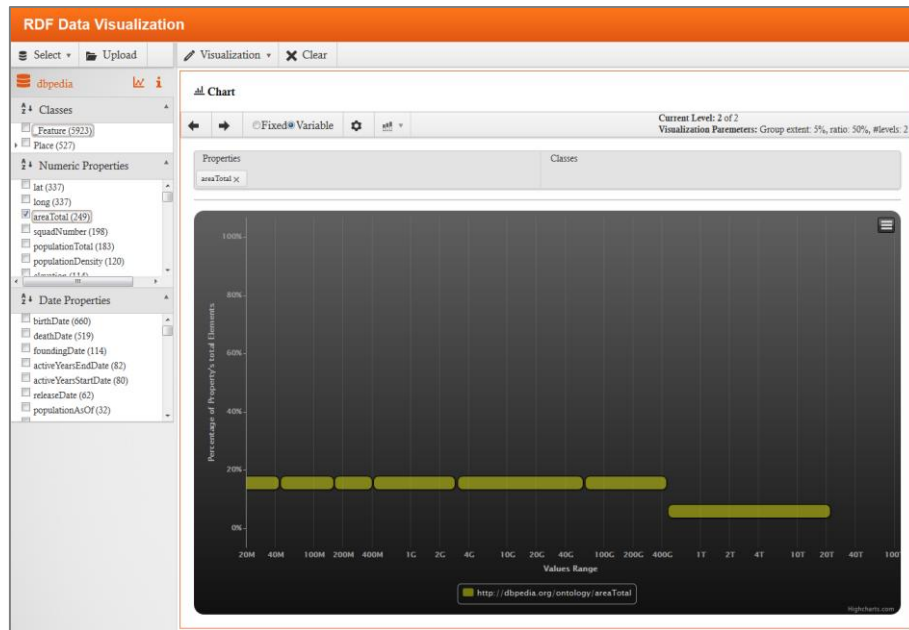 RDF Data Visualization
Select Upload Visualization Clear
dbpedia
Classes
_Feature (5923)
Place (527)
Numeric Properties
lat (337)
long (337)
areaTotal (249)
squadNumber (198)
populationTotal (183)
populationDensity (120)
elevation (114)
Date Properties
birthDate (660)
deathDate (519)
foundingDate (114)
activeYearsEndDate (82)
activeYearsStartDate (80)
releaseDate (62)
populationAsOf (32)
Chart
Fixed Variable
Current Level: 2 of 2
Visualization Paremeters: Group extent: 5%, ratio: 50%, #levels: 2
Properties Classes
areaTotal
100%
80%
60%
40%
20%
0%
Percentage of Property's total Elements
20M 40M 100M 200M 400M 1G 2G 4G 10G 20G 40G 100G 200G 400G 1T 2T 4T 10T 20T 40T 100
Values Range
http://dbpedia.org/ontology/areaTotal
Highcharts.com